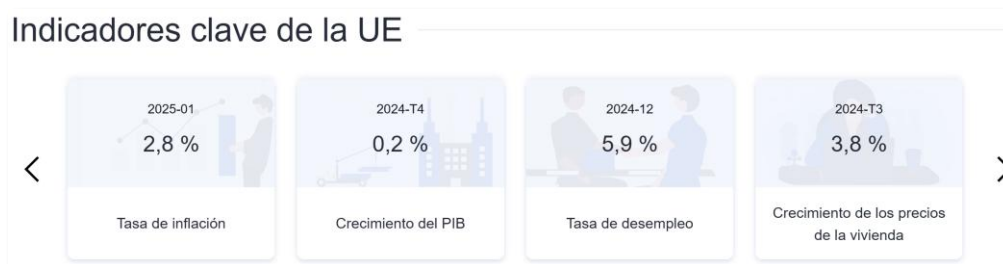 Indicadores clave de la UE
2025-01
2,8 %
Tasa de inflación
2024-T4
0,2 %
Crecimiento del PIB
2024-12
5,9 %
Tasa de desempleo
2024-T3
3,8 %
Crecimiento de los precios
de la vivienda